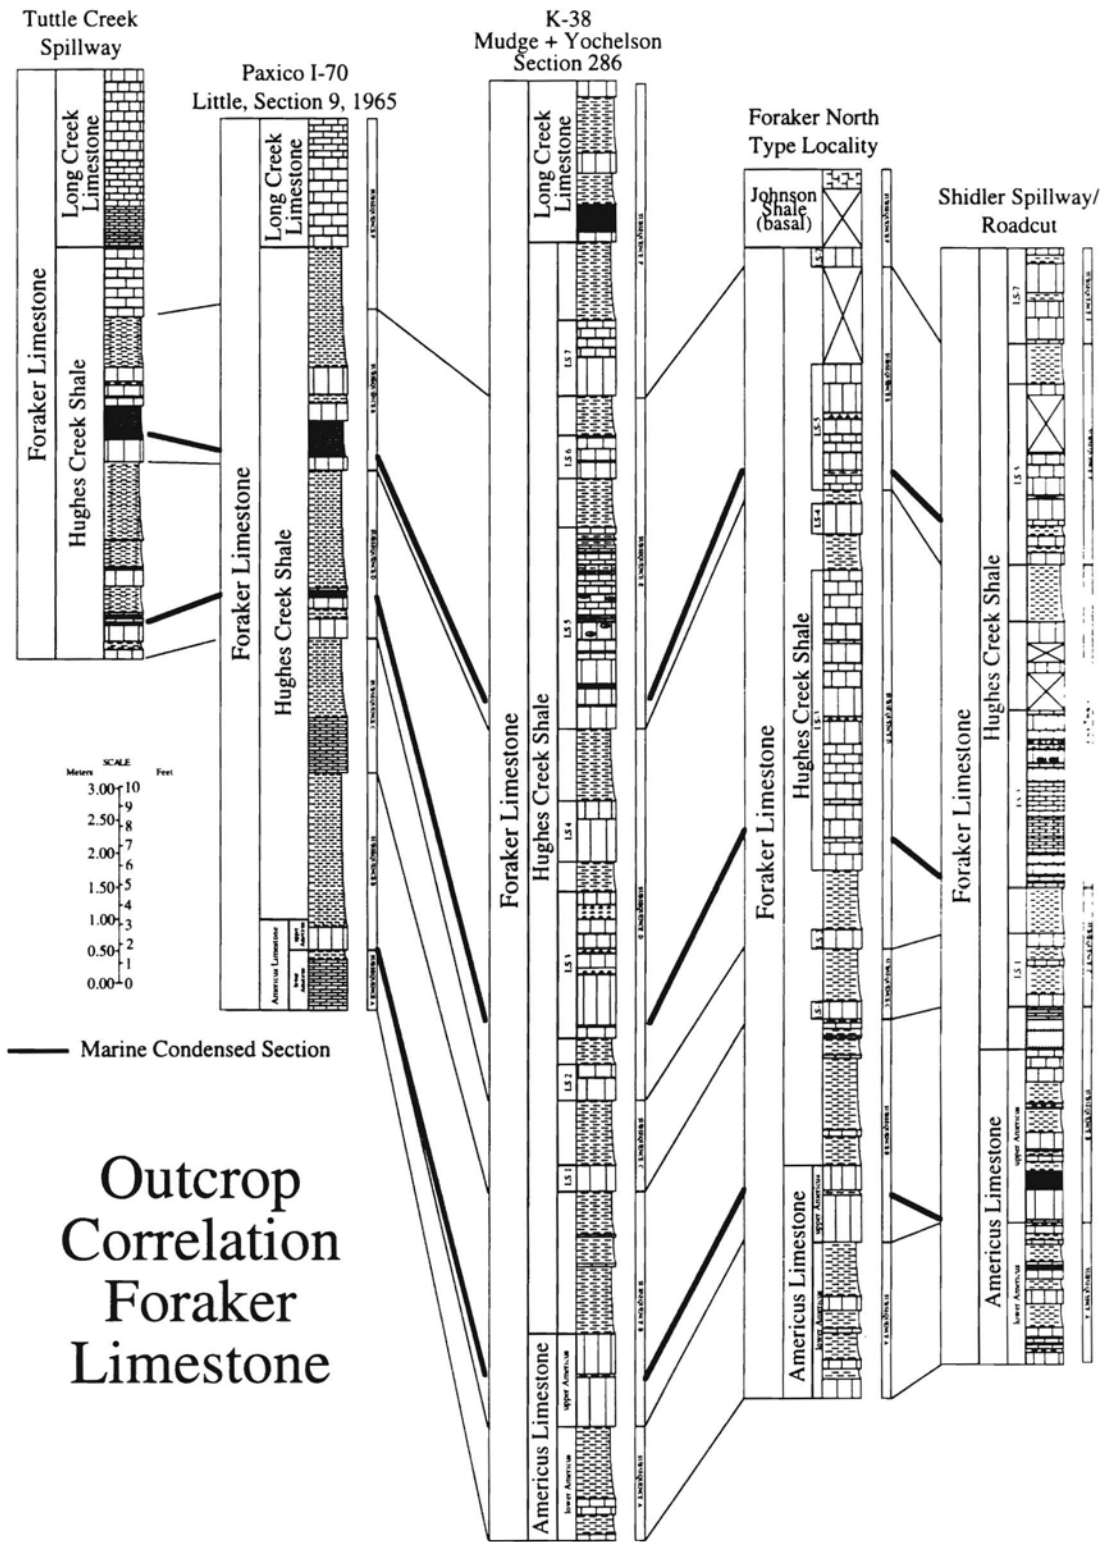 Tuttle Creek
Spillway
Foraker Limestone
Long Creek
Limestone
Hughes Creek Shale
Paxico I-70
Little, Section 9, 1965
Foraker Limestone
Long Creek
Limestone
Hughes Creek Shale
Americus Limestone
upper
Americus
lower
Americus
K-38
Mudge + Yochelson
Section 286
Foraker Limestone
Long Creek
Limestone
Hughes Creek Shale
LS 7
LS 6
LS 5
LS 4
LS 3
LS 2
LS 1
Americus Limestone
upper Americus
lower Americus
Foraker North
Type Locality
Johnson
Shale
(basal)
Foraker Limestone
Hughes Creek Shale
LS-7
LS-5
LS-4
LS-3
Americus Limestone
upper Americus
lower Americus
Shidler Spillway/
Roadcut
Foraker Limestone
Hughes Creek Shale
LS-7
LS 1
Americus Limestone
upper Americus
lower Americus
SCALE
Meters Feet
3.00 10
9
2.50 8
7
2.00 6
1.50 5
4
1.00 3
0.50 2
1
0.00 0
Marine Condensed Section
Outcrop
Correlation
Foraker
Limestone